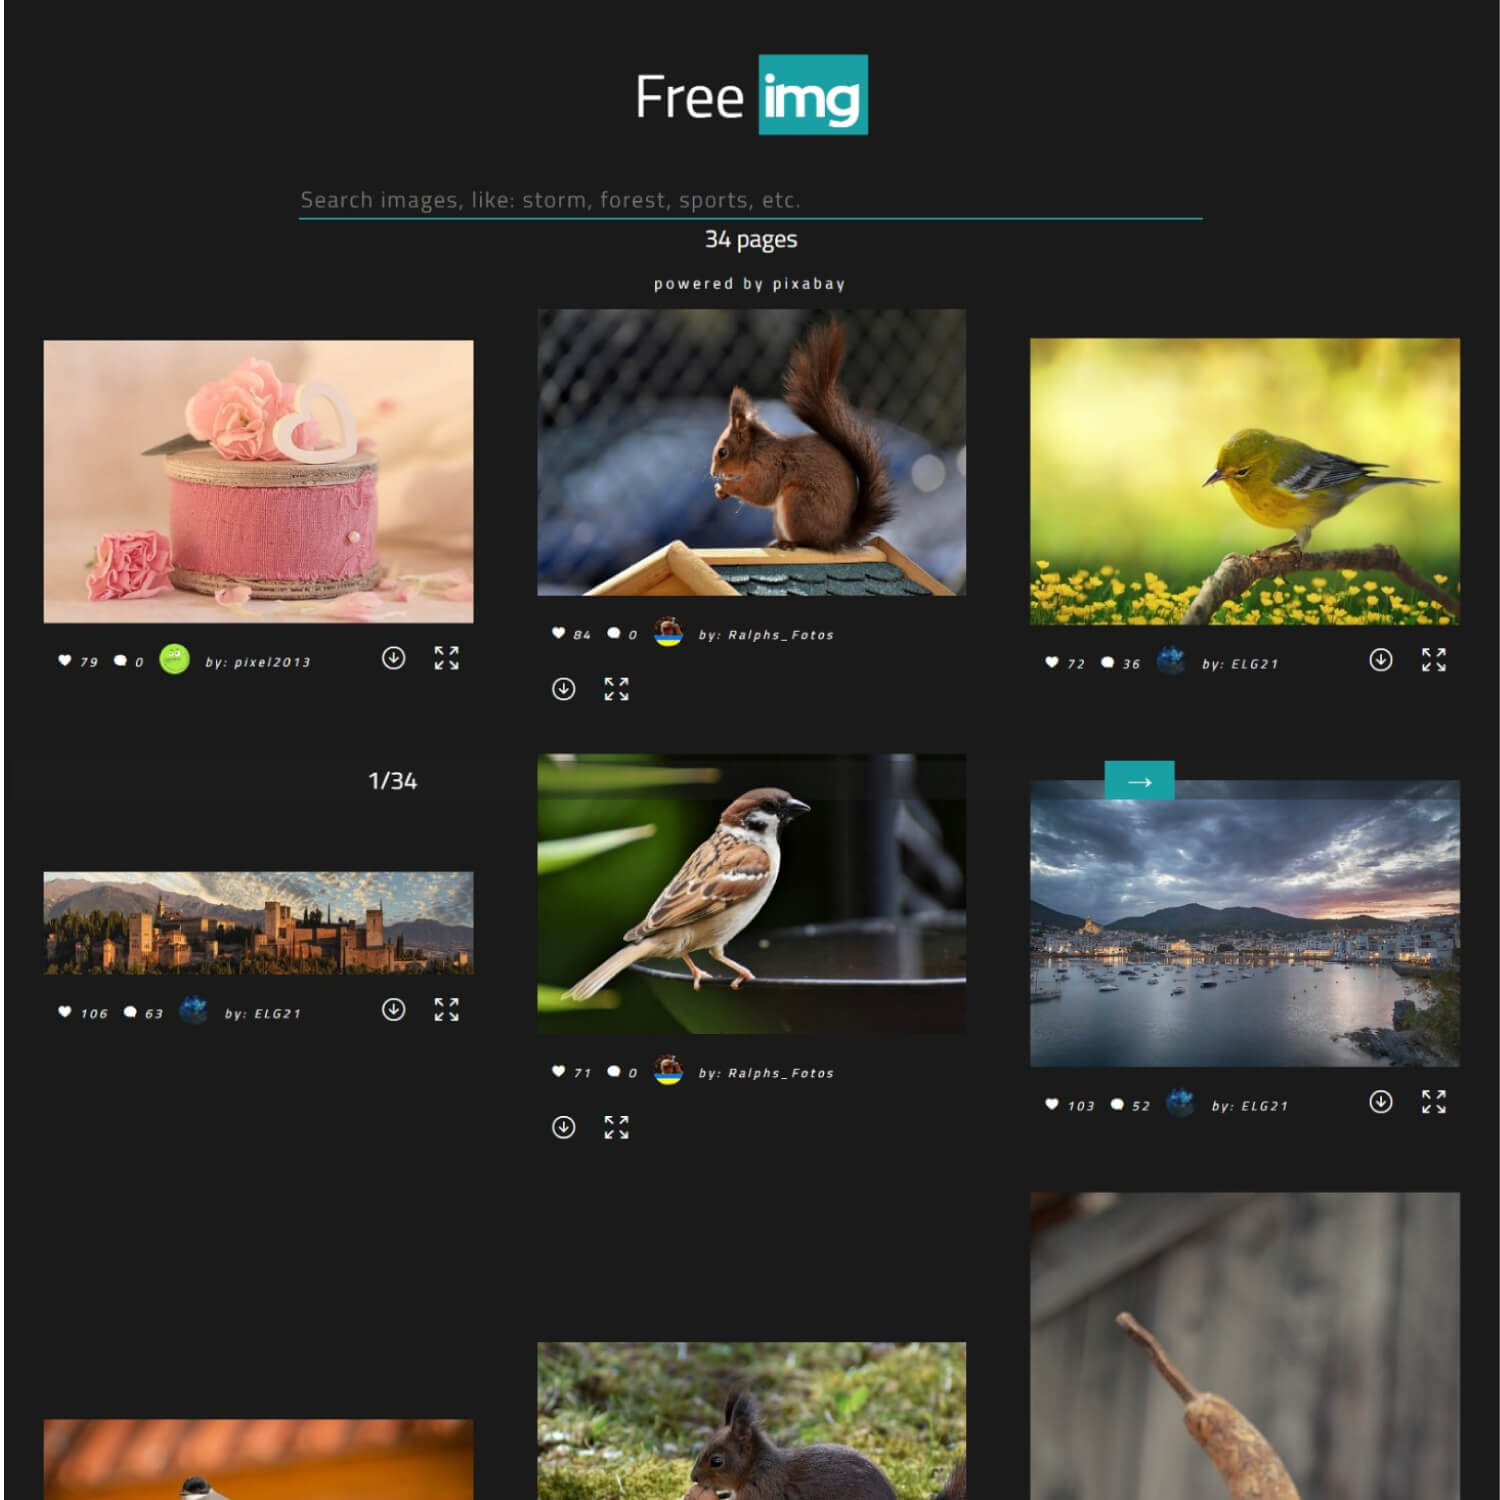 Free img
Search images, like: storm, forest, sports, etc.
34 pages
powered by pixabay
79 0 by: pixel2013
84 0 by: Ralphs_Fotos
72 36 by: ELG21
1/34
→
106 63 by: ELG21
71 0 by: Ralphs_Fotos
103 52 by: ELG21